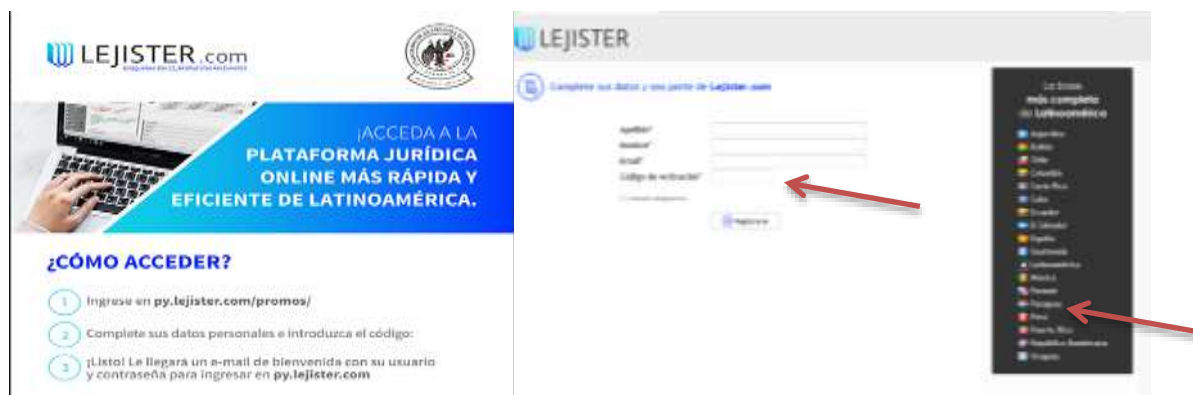 LEJISTER.com
¡ACCEDA A LA
PLATAFORMA JURÍDICA
ONLINE MÁS RÁPIDA Y
EFICIENTE DE LATINOAMÉRICA.
¿CÓMO ACCEDER?
1 Ingrese en py.lejister.com/promos/
2 Complete sus datos personales e introduzca el código:
3 ¡Listo! Le llegará un e-mail de bienvenida con su usuario
y contraseña para ingresar en py.lejister.com
LEJISTER
Complete sus datos y sea parte de Lejister.com
Apellido*
Nombre*
Email*
Código de activación*
más completa
de Latinoamérica
Argentina
Bolivia
Chile
Colombia
Costa Rica
Cuba
Ecuador
El Salvador
España
Guatemala
Latinoamérica
México
Panamá
Paraguay
Perú
Puerto Rico
República Dominicana
Uruguay